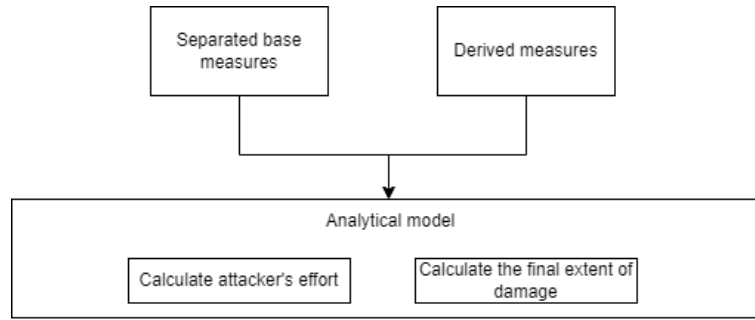 Separated base
measures
Derived measures
Analytical model
Calculate attacker's effort
Calculate the final extent of
damage